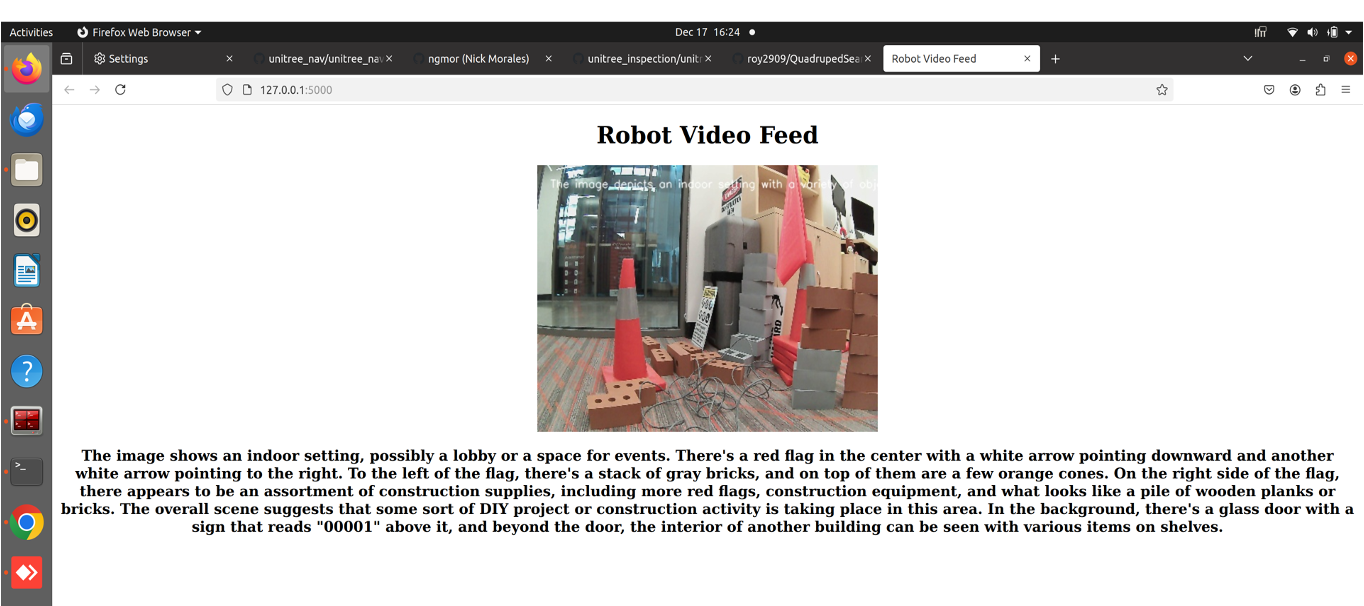 Activities
Firefox Web Browser
Dec 17 16:24
Settings
unitree_nav/unitree_nav
ngmor (Nick Morales)
unitree_inspection/unit
roy2909/QuadrupedSea
Robot Video Feed
127.0.0.1:5000
Robot Video Feed
The image depicts an indoor setting with a variety of obj
The image shows an indoor setting, possibly a lobby or a space for events. There's a red flag in the center with a white arrow pointing downward and another
white arrow pointing to the right. To the left of the flag, there's a stack of gray bricks, and on top of them are a few orange cones. On the right side of the flag,
there appears to be an assortment of construction supplies, including more red flags, construction equipment, and what looks like a pile of wooden planks or
bricks. The overall scene suggests that some sort of DIY project or construction activity is taking place in this area. In the background, there's a glass door with a
sign that reads "00001" above it, and beyond the door, the interior of another building can be seen with various items on shelves.